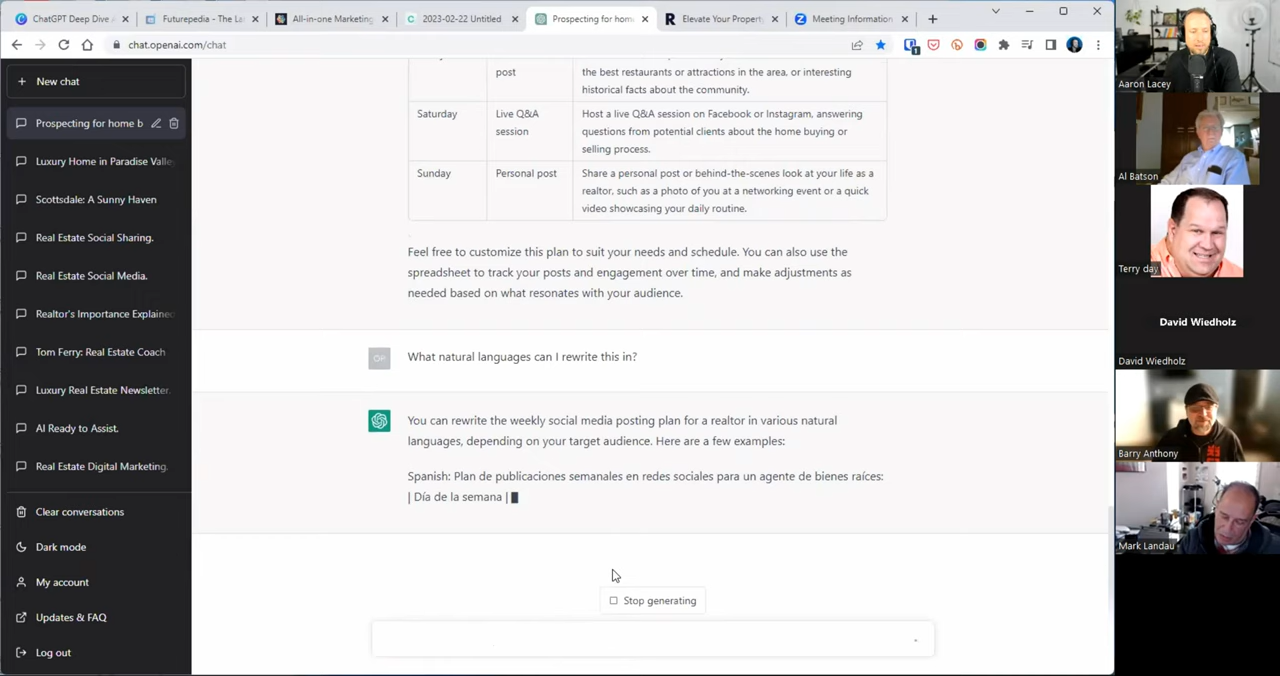 ChatGPT Deep Dive
Futurepedia - The La
All-in-one Marketing
2023-02-22 Untitled
Prospecting for home
Elevate Your Property
Meeting Information
chat.openai.com/chat
New chat
Prospecting for home b
Luxury Home in Paradise Valle
Scottsdale: A Sunny Haven
Real Estate Social Sharing.
Real Estate Social Media.
Realtor's Importance Explained
Tom Ferry: Real Estate Coach
Luxury Real Estate Newsletter.
AI Ready to Assist.
Real Estate Digital Marketing.
Clear conversations
Dark mode
My account
Updates & FAQ
Log out
post
the best restaurants or attractions in the area, or interesting
historical facts about the community.
Saturday
Live Q&A
session
Host a live Q&A session on Facebook or Instagram, answering
questions from potential clients about the home buying or
selling process.
Sunday
Personal post
Share a personal post or behind-the-scenes look at your life as a
realtor, such as a photo of you at a networking event or a quick
video showcasing your daily routine.
Feel free to customize this plan to suit your needs and schedule. You can also use the
spreadsheet to track your posts and engagement over time, and make adjustments as
needed based on what resonates with your audience.
OP
What natural languages can I rewrite this in?
You can rewrite the weekly social media posting plan for a realtor in various natural
languages, depending on your target audience. Here are a few examples:
Spanish: Plan de publicaciones semanales en redes sociales para un agente de bienes raíces:
| Día de la semana |
Stop generating
Aaron Lacey
Al Batson
Terry day
David Wiedholz
David Wiedholz
Barry Anthony
Mark Landau